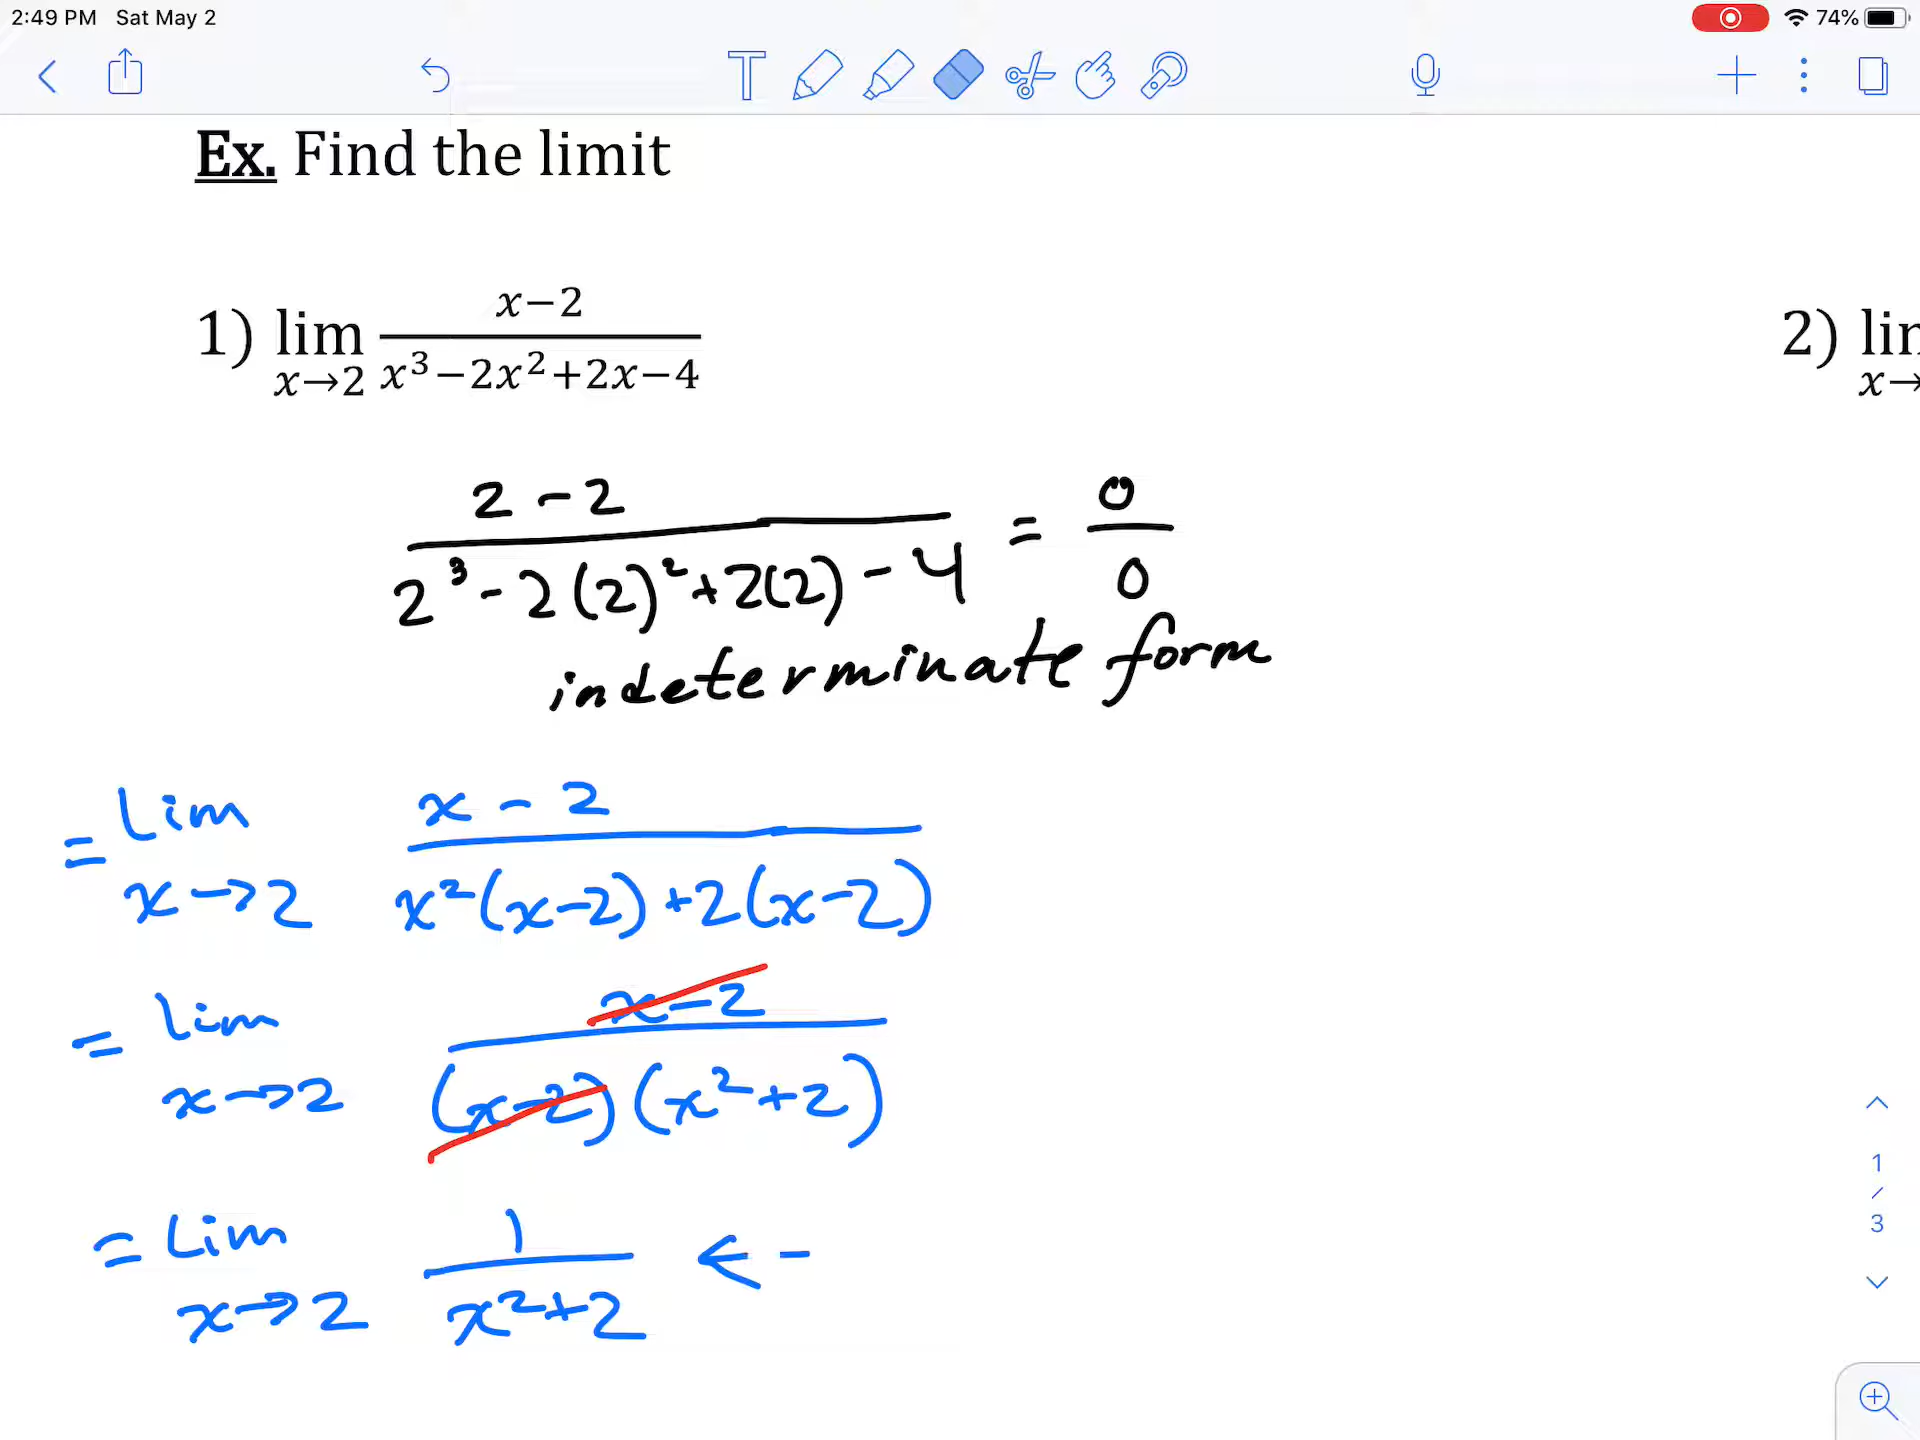 2:49 PM Sat May 2 74%
Ex. Find the limit
1) lim x→2 (x−2)/(x³−2x²+2x−4)
2) lim x→
(2 − 2)/(2³ − 2(2)² + 2(2) − 4) = 0/0
indeterminate form
= lim x→2 (x − 2)/(x²(x−2) + 2(x−2))
= lim x→2 (x−2)/((x−2)(x²+2))
= lim x→2 1/(x²+2) ← -
1
/
3